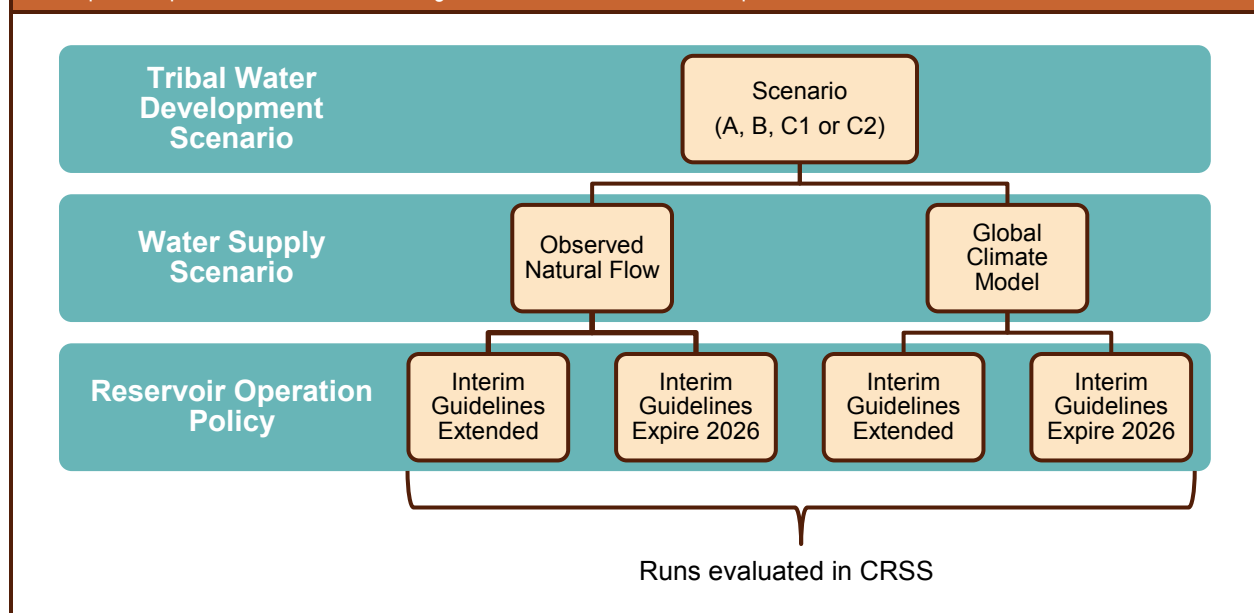 Tribal Water
Development
Scenario
Scenario
(A, B, C1 or C2)
Water Supply
Scenario
Observed
Natural Flow
Global
Climate
Model
Reservoir Operation
Policy
Interim
Guidelines
Extended
Interim
Guidelines
Expire 2026
Interim
Guidelines
Extended
Interim
Guidelines
Expire 2026
Runs evaluated in CRSS